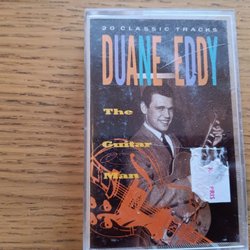 20 CLASSIC TRACKS
DUANE EDDY
The
Guitar
Man